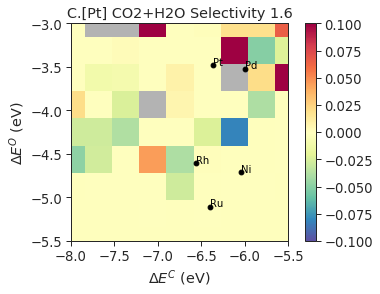 C.[Pt] CO2+H2O Selectivity 1.6
−3.0
−3.5
−4.0
−4.5
−5.0
−5.5
ΔE^O (eV)
Pt
Pd
Rh
Ni
Ru
−8.0 −7.5 −7.0 −6.5 −6.0 −5.5
ΔE^C (eV)
0.100
0.075
0.050
0.025
0.000
−0.025
−0.050
−0.075
−0.100